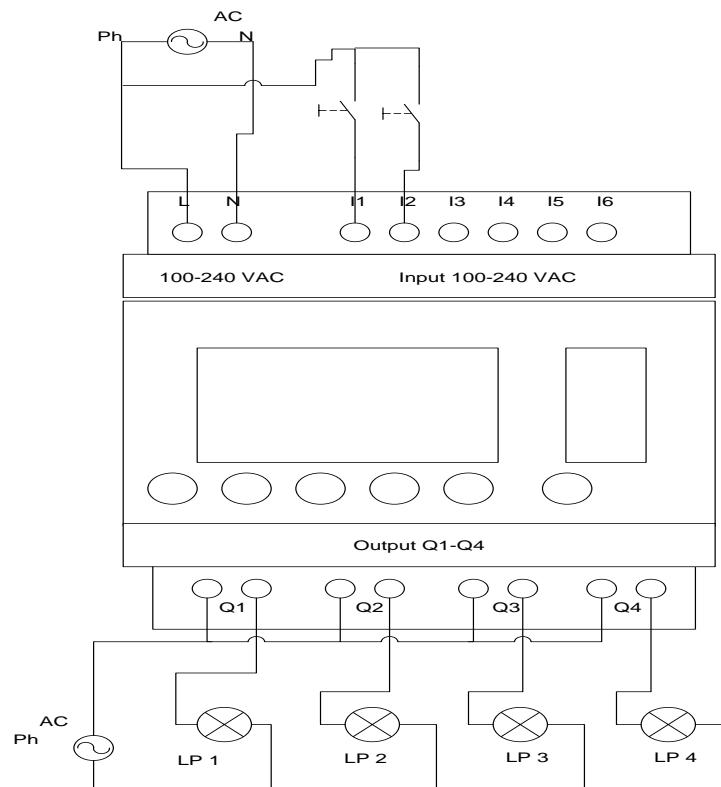 AC
Ph N
L N I1 I2 I3 I4 I5 I6
100-240 VAC Input 100-240 VAC
Output Q1-Q4
Q1 Q2 Q3 Q4
AC
Ph
LP 1 LP 2 LP 3 LP 4